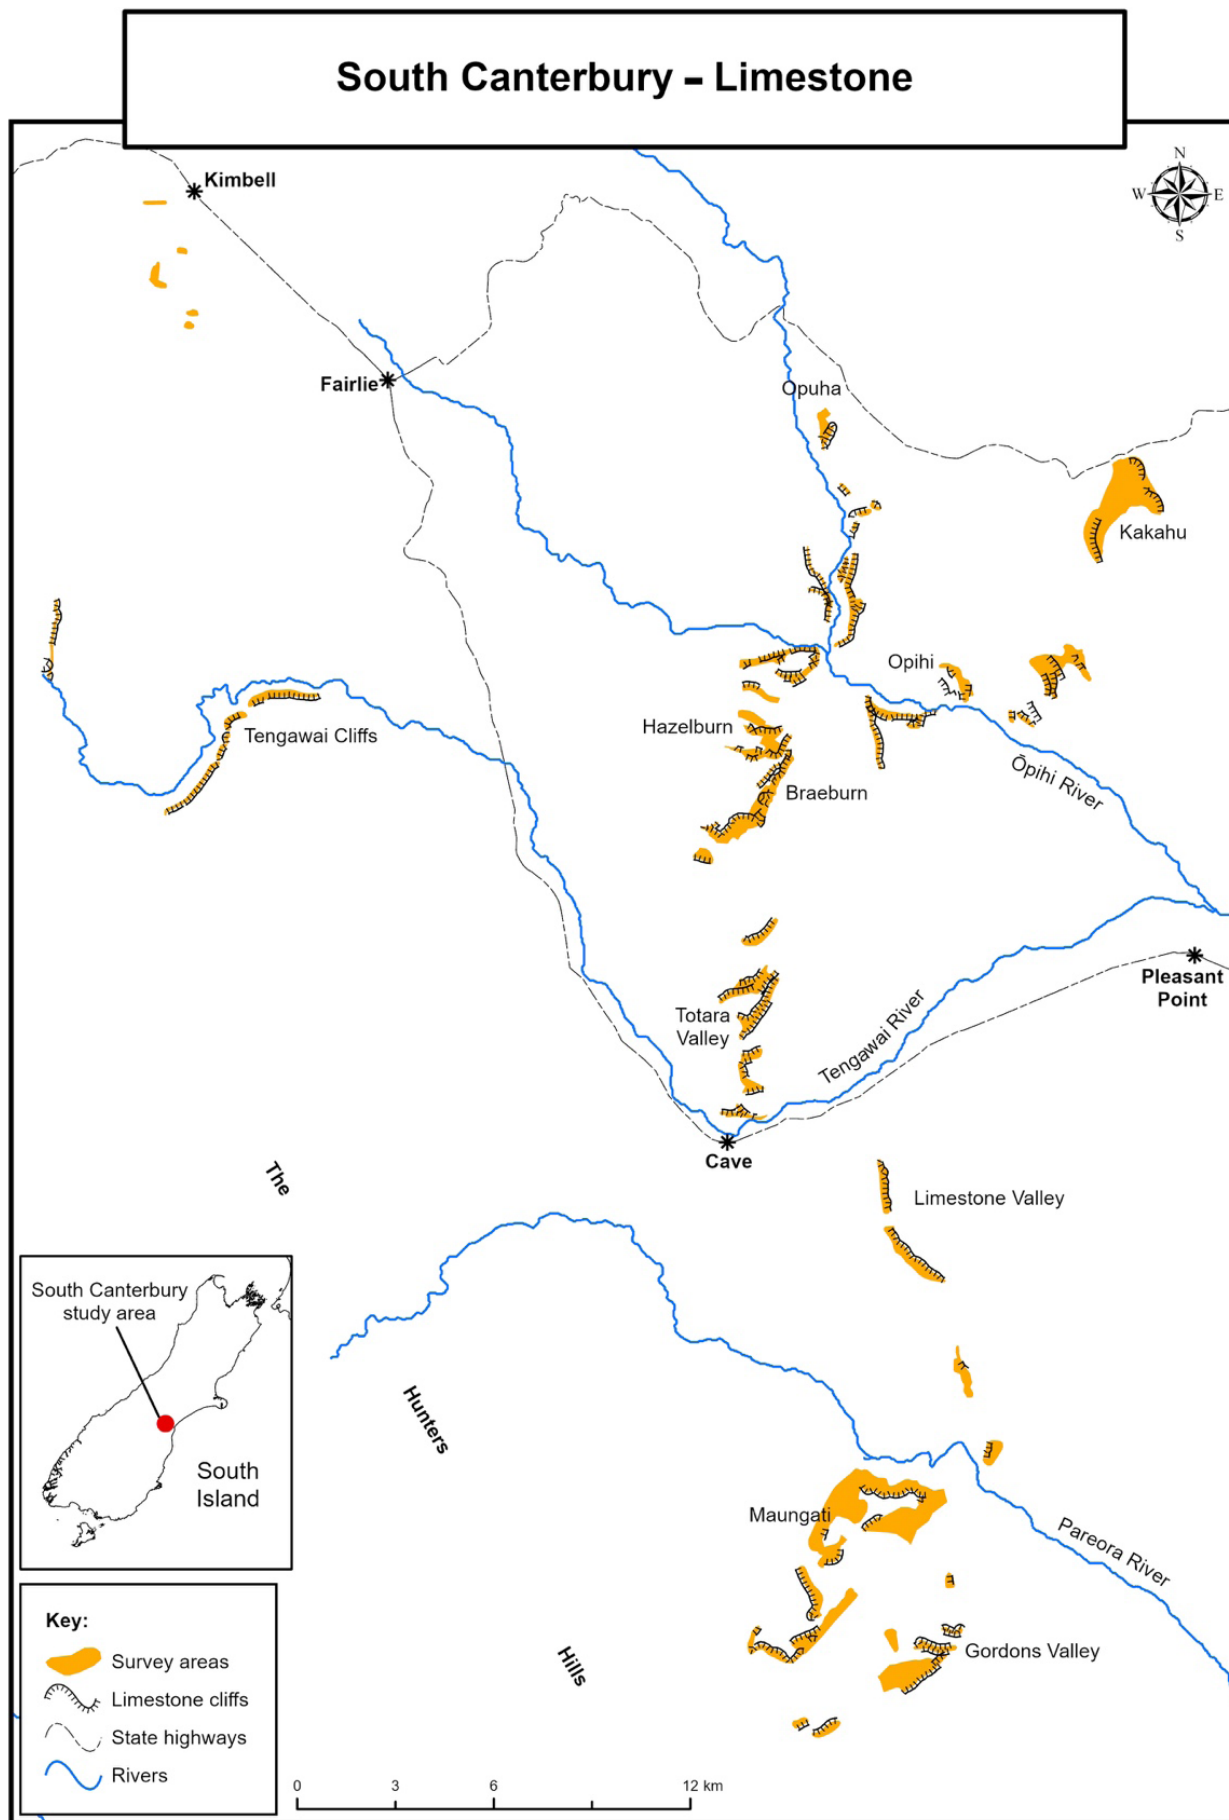 South Canterbury – Limestone
N
W
E
S
Kimbell
Fairlie
Opuha
Kakahu
Opihi
Tengawai Cliffs
Hazelburn
Braeburn
Ōpihi River
Pleasant
Point
Totara
Valley
Tengawai River
Cave
The
Limestone Valley
South Canterbury
study area
South
Island
Hunters
Maungati
Pareora River
Hills
Gordons Valley
Key:
Survey areas
Limestone cliffs
State highways
Rivers
0 3 6 12 km